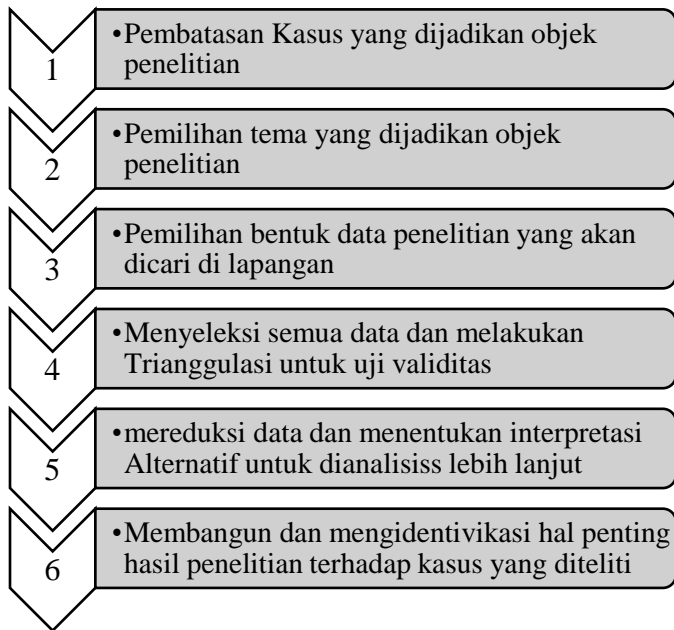 1
•Pembatasan Kasus yang dijadikan objek
penelitian
2
•Pemilihan tema yang dijadikan objek
penelitian
3
•Pemilihan bentuk data penelitian yang akan
dicari di lapangan
4
•Menyeleksi semua data dan melakukan
Trianggulasi untuk uji validitas
5
•mereduksi data dan menentukan interpretasi
Alternatif untuk dianalisiss lebih lanjut
6
•Membangun dan mengidentivikasi hal penting
hasil penelitian terhadap kasus yang diteliti